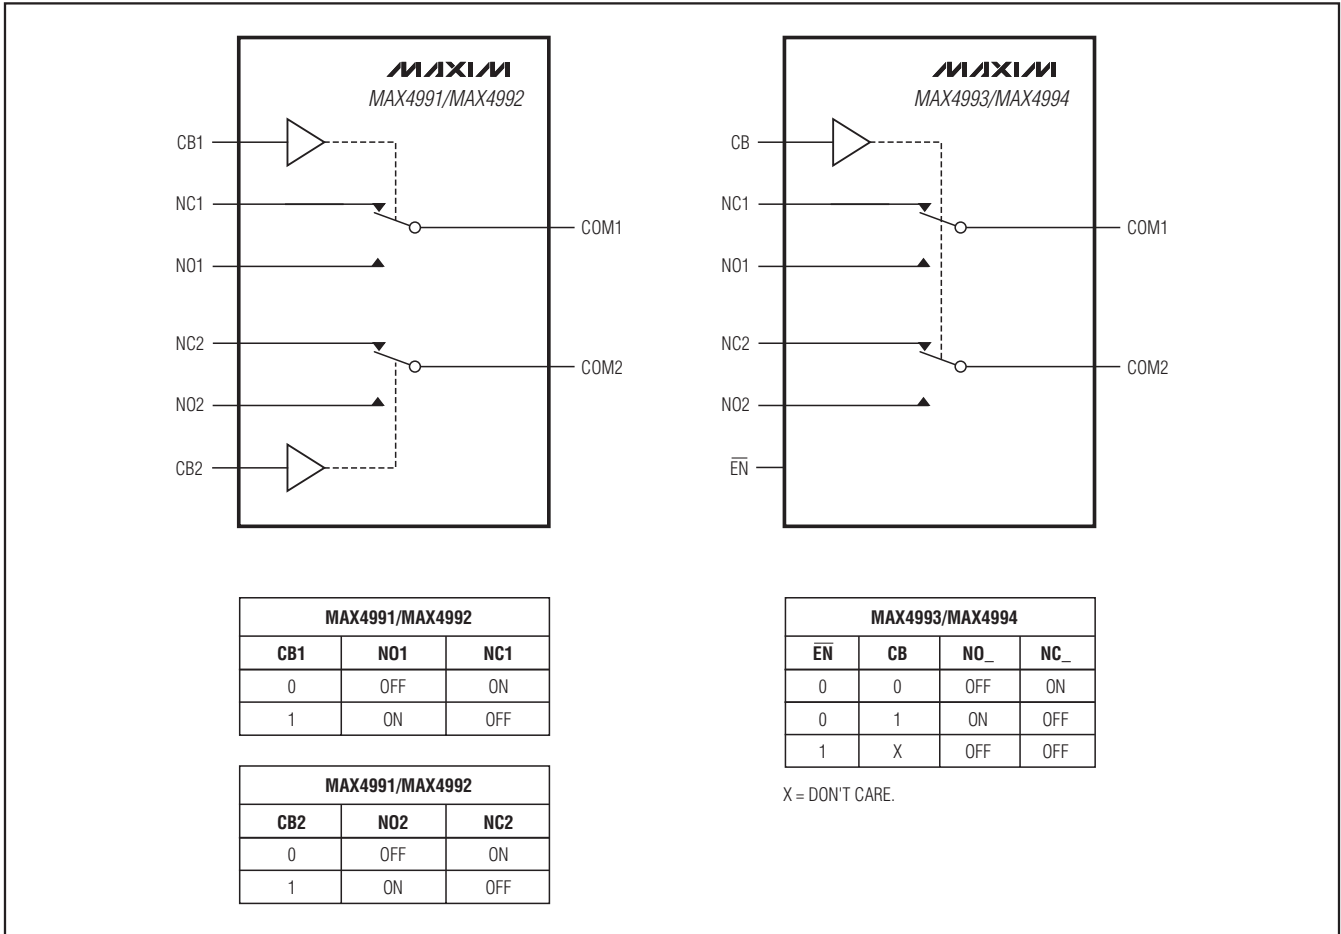 MAXIM
MAX4991/MAX4992
CB1
NC1
COM1
NO1
NC2
COM2
NO2
CB2
MAXIM
MAX4993/MAX4994
CB
NC1
COM1
NO1
NC2
COM2
NO2
E̅N̅
MAX4991/MAX4992
CB1 NO1 NC1
0 OFF ON
1 ON OFF
MAX4991/MAX4992
CB2 NO2 NC2
0 OFF ON
1 ON OFF
MAX4993/MAX4994
E̅N̅ CB NO_ NC_
0 0 OFF ON
0 1 ON OFF
1 X OFF OFF
X = DON'T CARE.